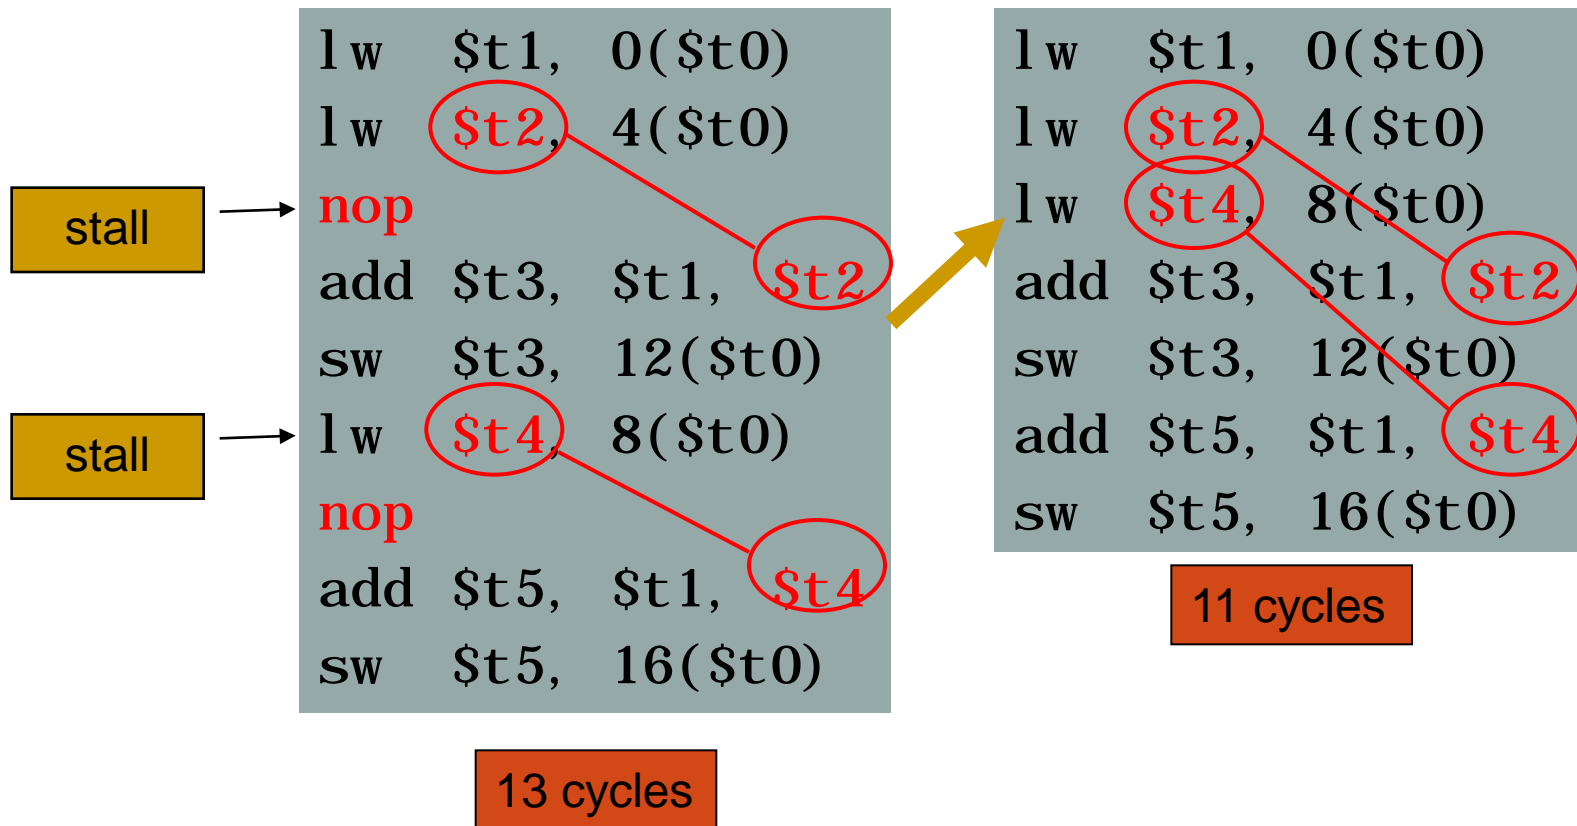 stall
stall
lw $t1, 0($t0)
lw $t2, 4($t0)
nop
add $t3, $t1, $t2
sw $t3, 12($t0)
lw $t4, 8($t0)
nop
add $t5, $t1, $t4
sw $t5, 16($t0)
13 cycles
lw $t1, 0($t0)
lw $t2, 4($t0)
lw $t4, 8($t0)
add $t3, $t1, $t2
sw $t3, 12($t0)
add $t5, $t1, $t4
sw $t5, 16($t0)
11 cycles